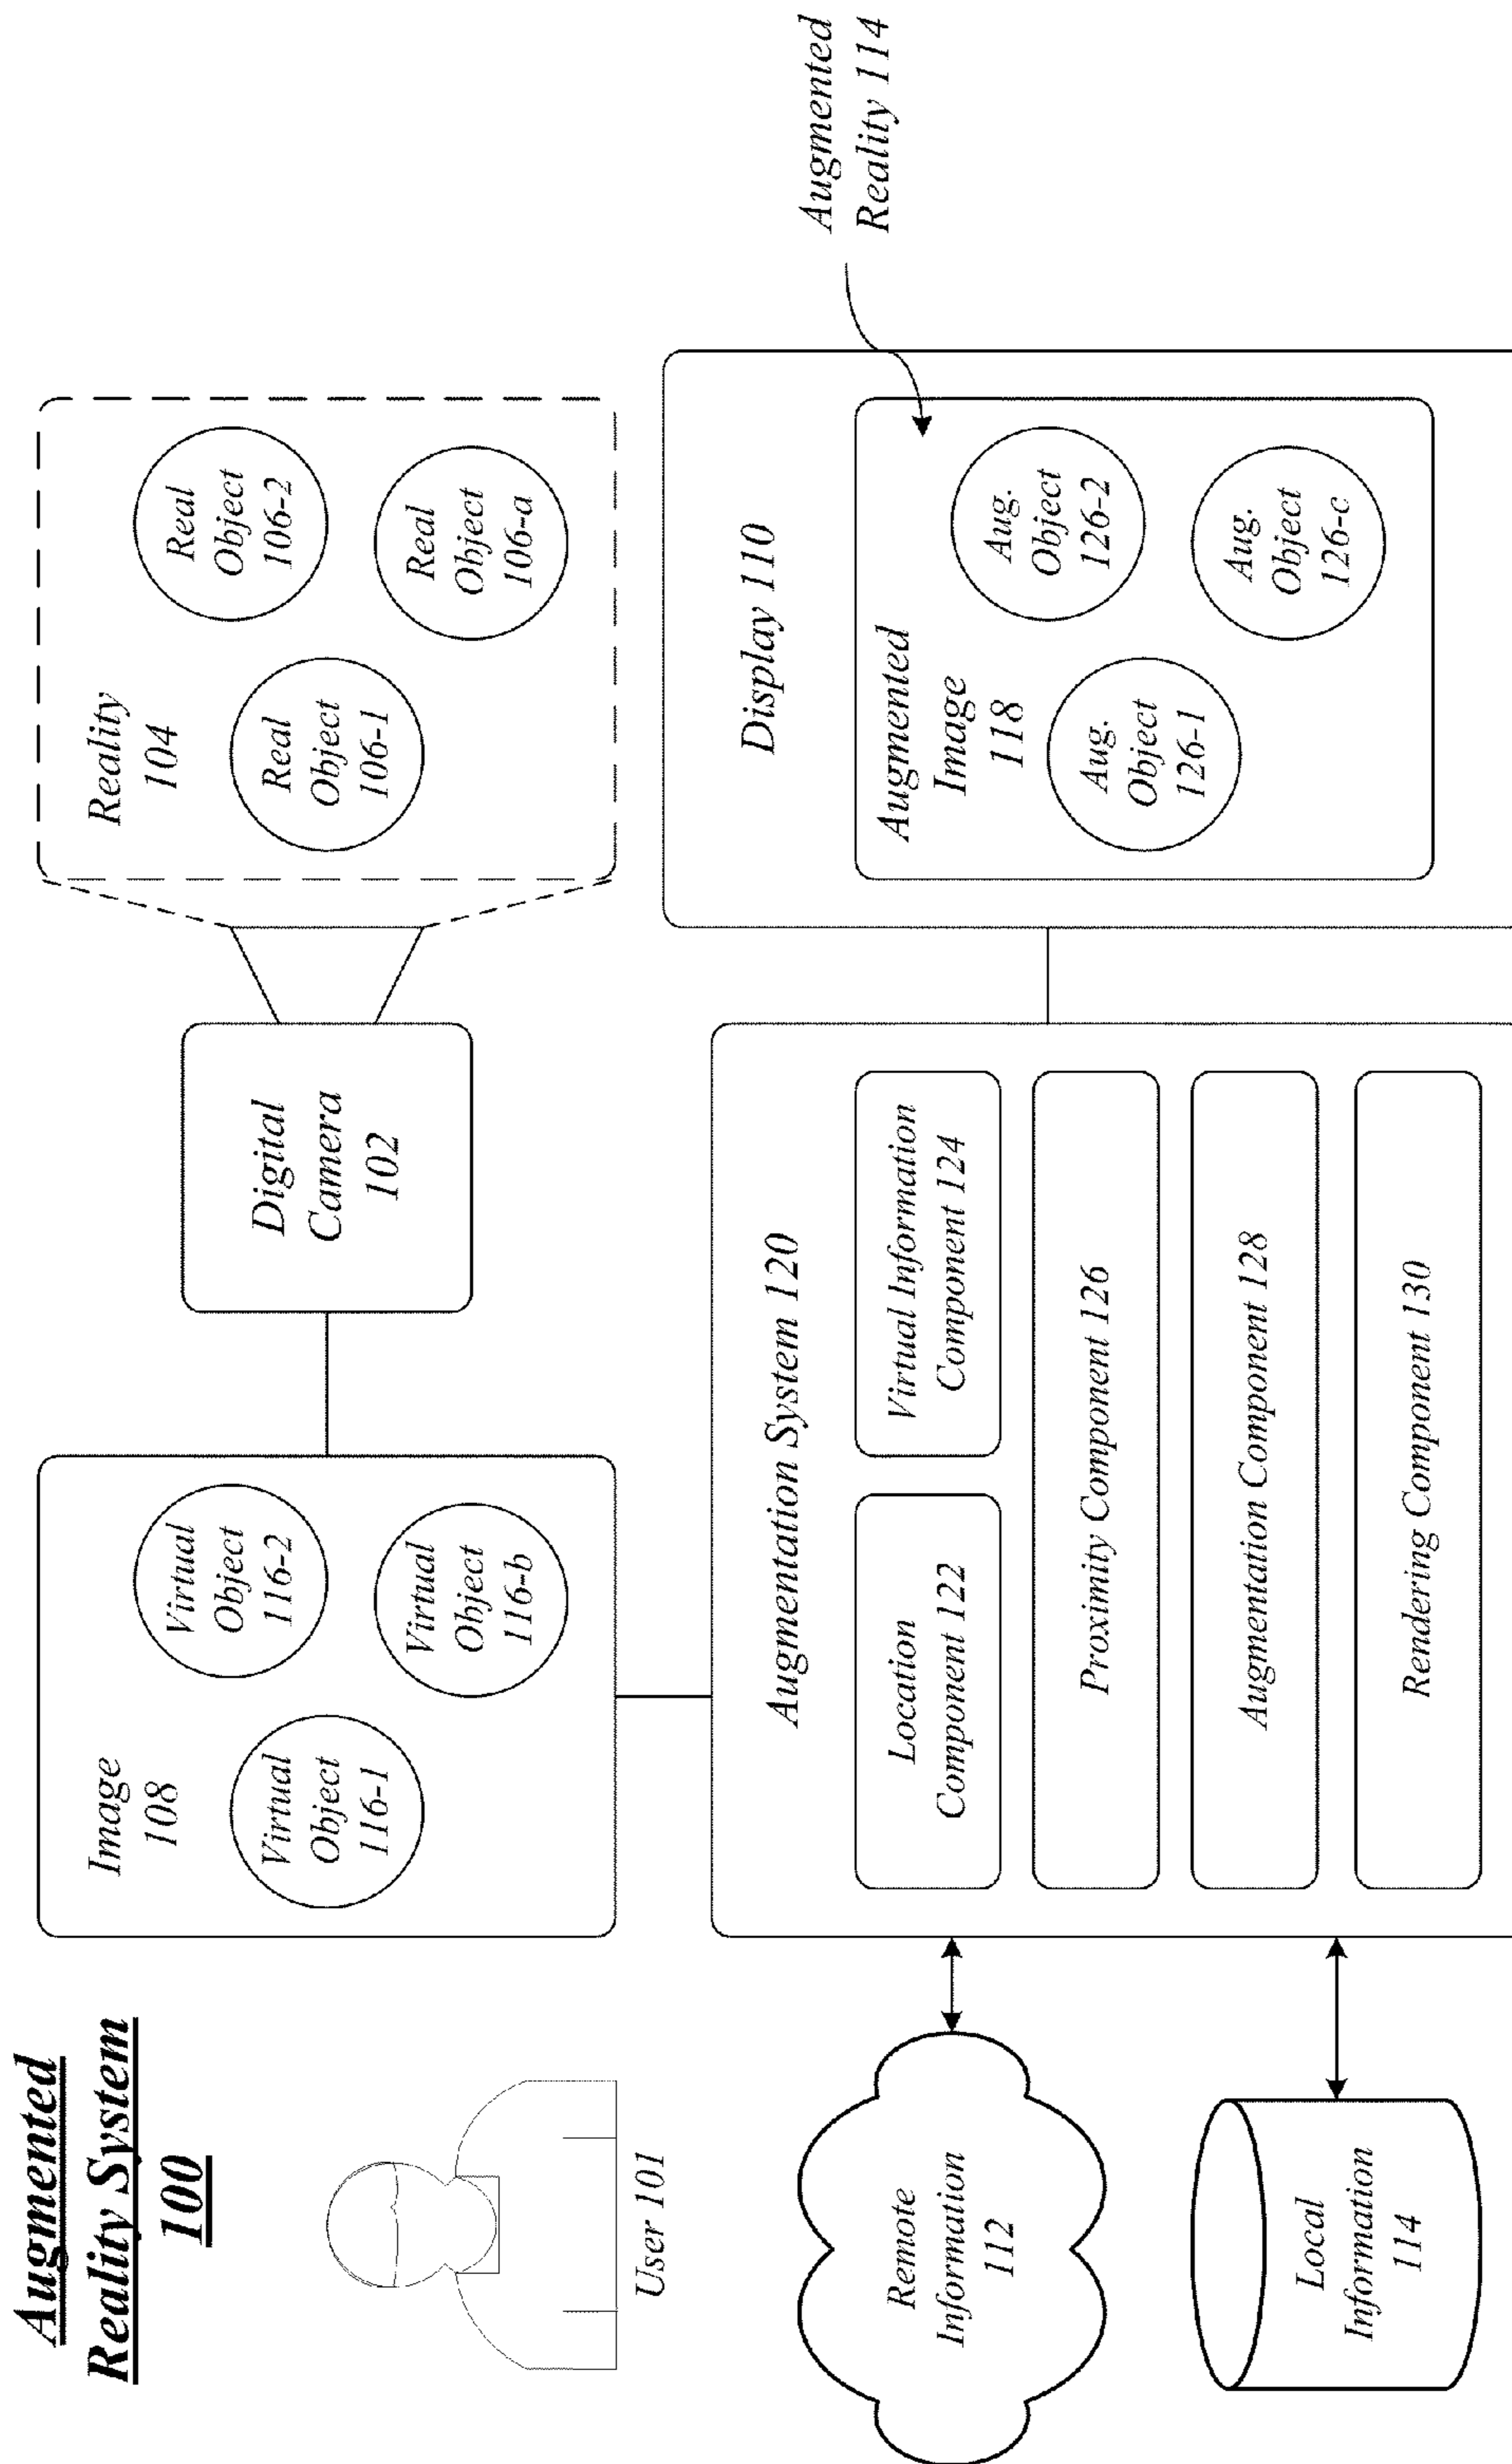 Augmented
Reality System
100
User 101
Image
108
Virtual
Object
116-1
Virtual
Object
116-2
Virtual
Object
116-b
Digital
Camera
102
Reality
104
Real
Object
106-1
Real
Object
106-2
Real
Object
106-a
Remote
Information
112
Local
Information
114
Augmentation System 120
Location
Component 122
Virtual Information
Component 124
Proximity Component 126
Augmentation Component 128
Rendering Component 130
Display 110
Augmented
Image
118
Aug.
Object
126-1
Aug.
Object
126-2
Aug.
Object
126-c
Augmented
Reality 114